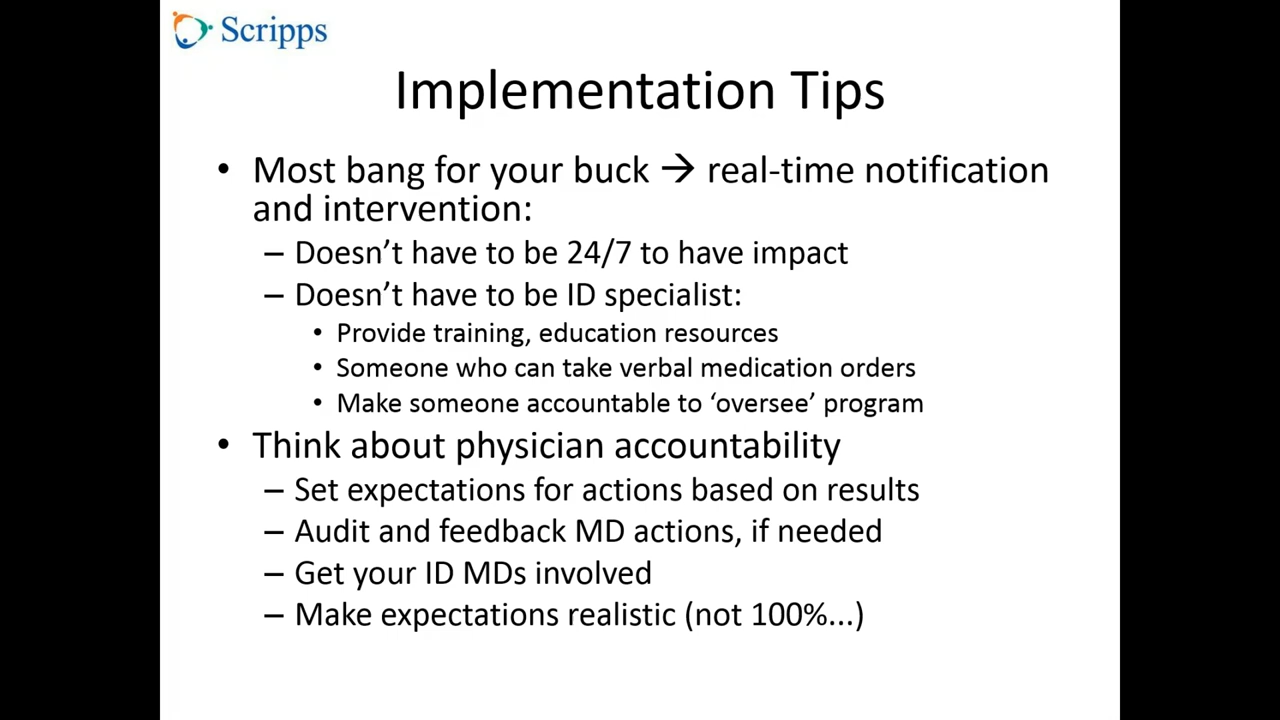 Scripps
Implementation Tips
• Most bang for your buck → real-time notification
and intervention:
– Doesn’t have to be 24/7 to have impact
– Doesn’t have to be ID specialist:
• Provide training, education resources
• Someone who can take verbal medication orders
• Make someone accountable to ‘oversee’ program
• Think about physician accountability
– Set expectations for actions based on results
– Audit and feedback MD actions, if needed
– Get your ID MDs involved
– Make expectations realistic (not 100%...)